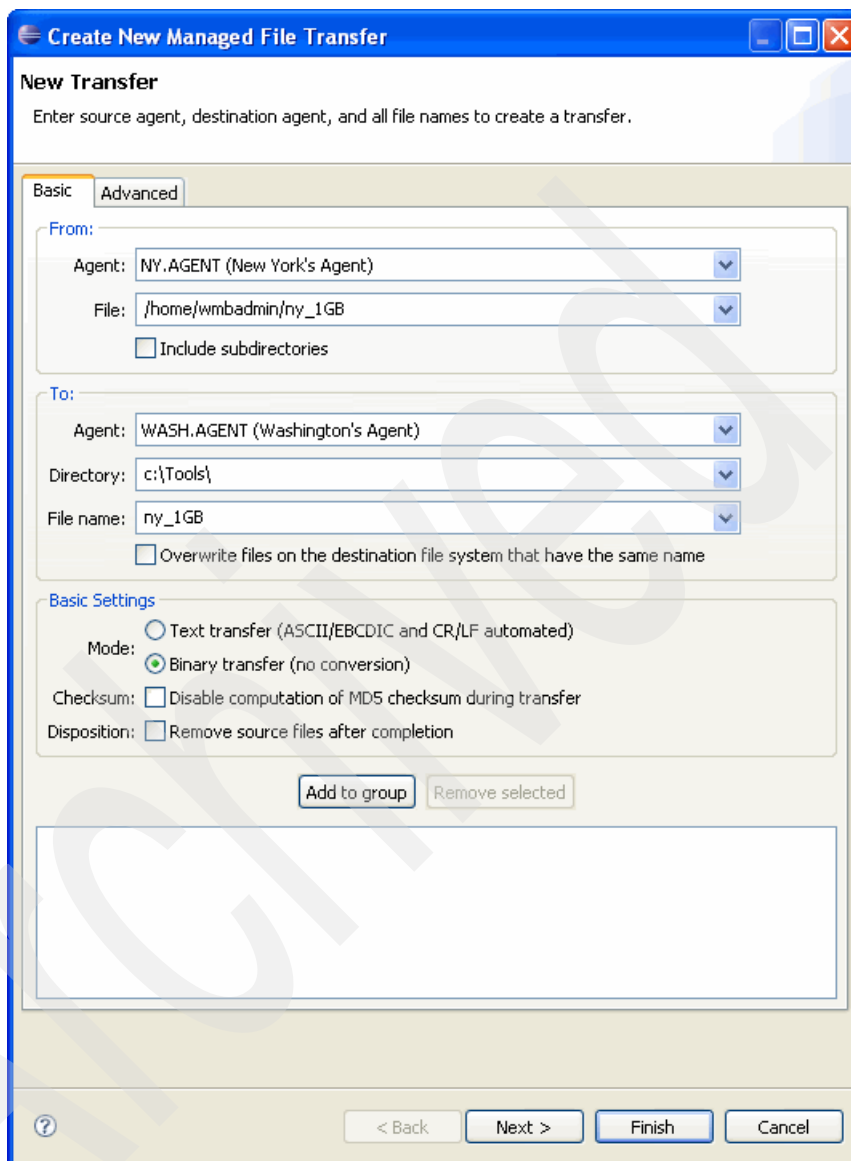 Create New Managed File Transfer
New Transfer
Enter source agent, destination agent, and all file names to create a transfer.
Basic Advanced
From:
Agent: NY.AGENT (New York's Agent)
File: /home/wmbadmin/ny_1GB
Include subdirectories
To:
Agent: WASH.AGENT (Washington's Agent)
Directory: c:\Tools\
File name: ny_1GB
Overwrite files on the destination file system that have the same name
Basic Settings
Mode: Text transfer (ASCII/EBCDIC and CR/LF automated)
Binary transfer (no conversion)
Checksum: Disable computation of MD5 checksum during transfer
Disposition: Remove source files after completion
Add to group Remove selected
? < Back Next > Finish Cancel
Archived